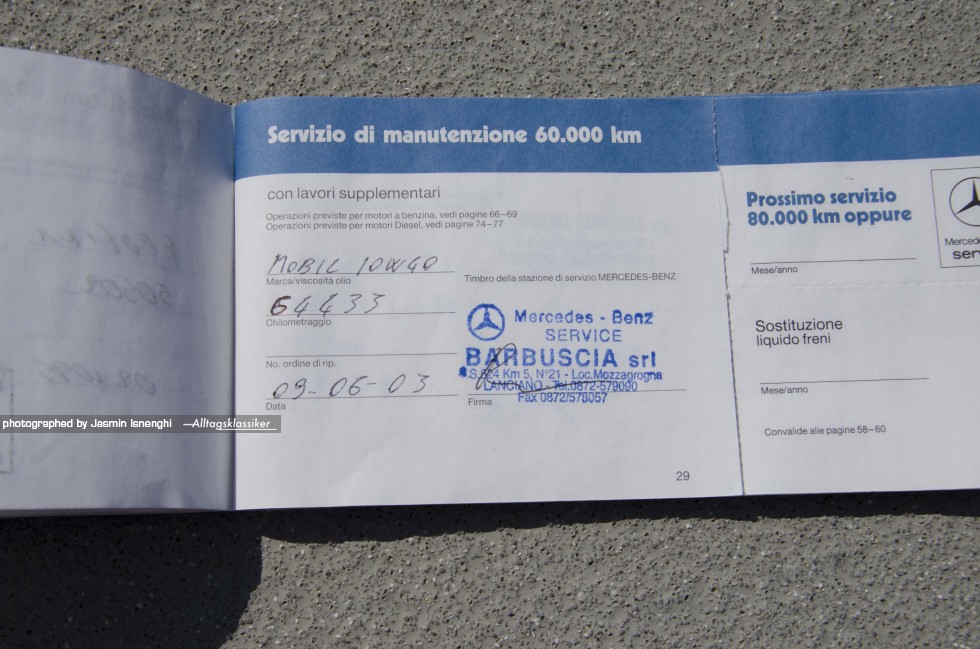 Servizio di manutenzione 60.000 km
con lavori supplementari
Operazioni previste per motori a benzina, vedi pagine 66–69
Operazioni previste per motori Diesel, vedi pagine 74–77
MOBIL 10W40
Marca/viscosità olio
64433
Chilometraggio
No. ordine di rip.
09-06-03
Data
Timbro della stazione di servizio MERCEDES-BENZ
Mercedes - Benz
SERVICE
BARBUSCIA srl
S.S. 524 Km 5, N°21 - Loc. Mozzagrogna
LANCIANO - Tel. 0872-579090
Fax 0872/578057
Firma
29
Prossimo servizio
80.000 km oppure
Mese/anno
Sostituzione
liquido freni
Mese/anno
Convalide alle pagine 58–60
photographed by Jasmin Ianenghi —Alltagsklassiker_